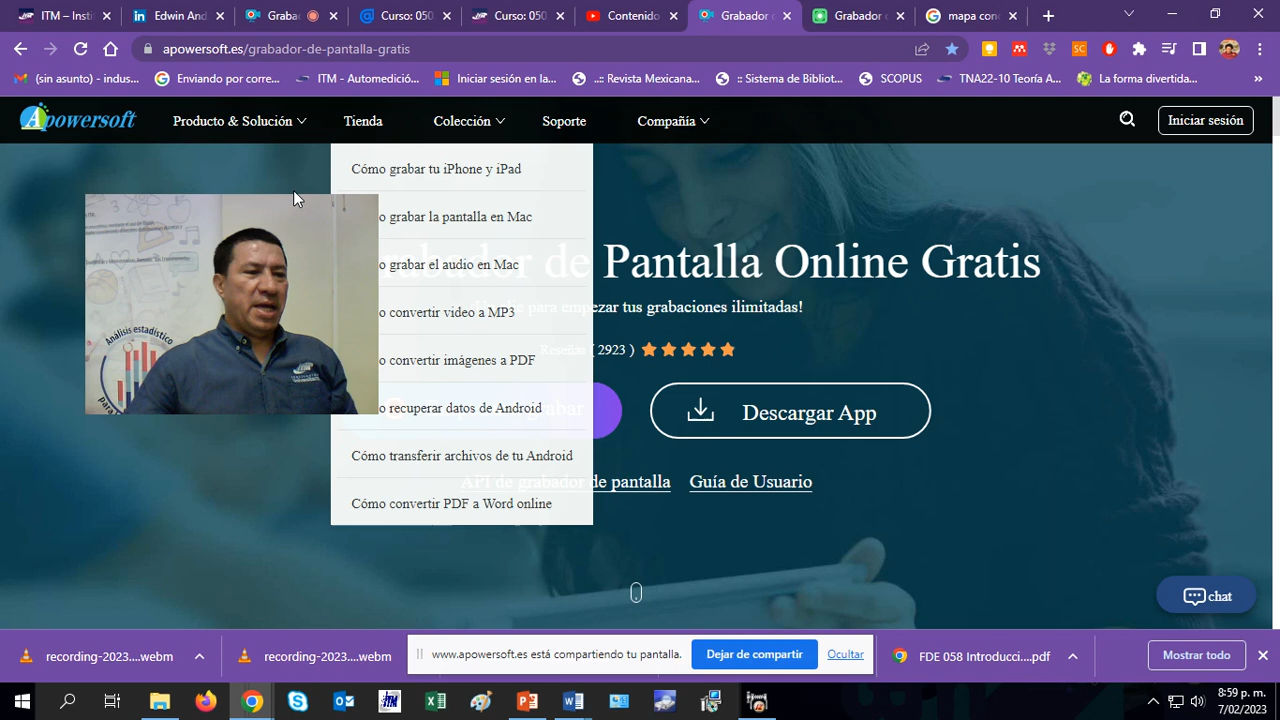 ITM – Insti
Edwin And
Graba
Curso: 050
Curso: 050
Contenido
Grabador
Grabador
mapa con
apowersoft.es/grabador-de-pantalla-gratis
(sin asunto) - indus...
Enviando por corre...
ITM - Automedició...
Iniciar sesión en la...
..:: Revista Mexicana...
:: Sistema de Bibliot...
SCOPUS
TNA22-10 Teoría A...
La forma divertida...
Apowersoft
Producto & Solución
Tienda
Colección
Soporte
Compañía
Iniciar sesión
Cómo grabar tu iPhone y iPad
o grabar la pantalla en Mac
de Pantalla Online Gratis
o grabar el audio en Mac
para empezar tus grabaciones ilimitadas!
o convertir video a MP3
Análisis estadístico
Reseñas ( 2923 )
o convertir imágenes a PDF
ITM
o recuperar datos de Android
Descargar App
Cómo transferir archivos de tu Android
API de grabador de pantalla
Guía de Usuario
Cómo convertir PDF a Word online
chat
recording-2023....webm
recording-2023....webm
www.apowersoft.es está compartiendo tu pantalla.
Dejar de compartir
Ocultar
FDE 058 Introducci....pdf
Mostrar todo
8:59 p. m.
7/02/2023